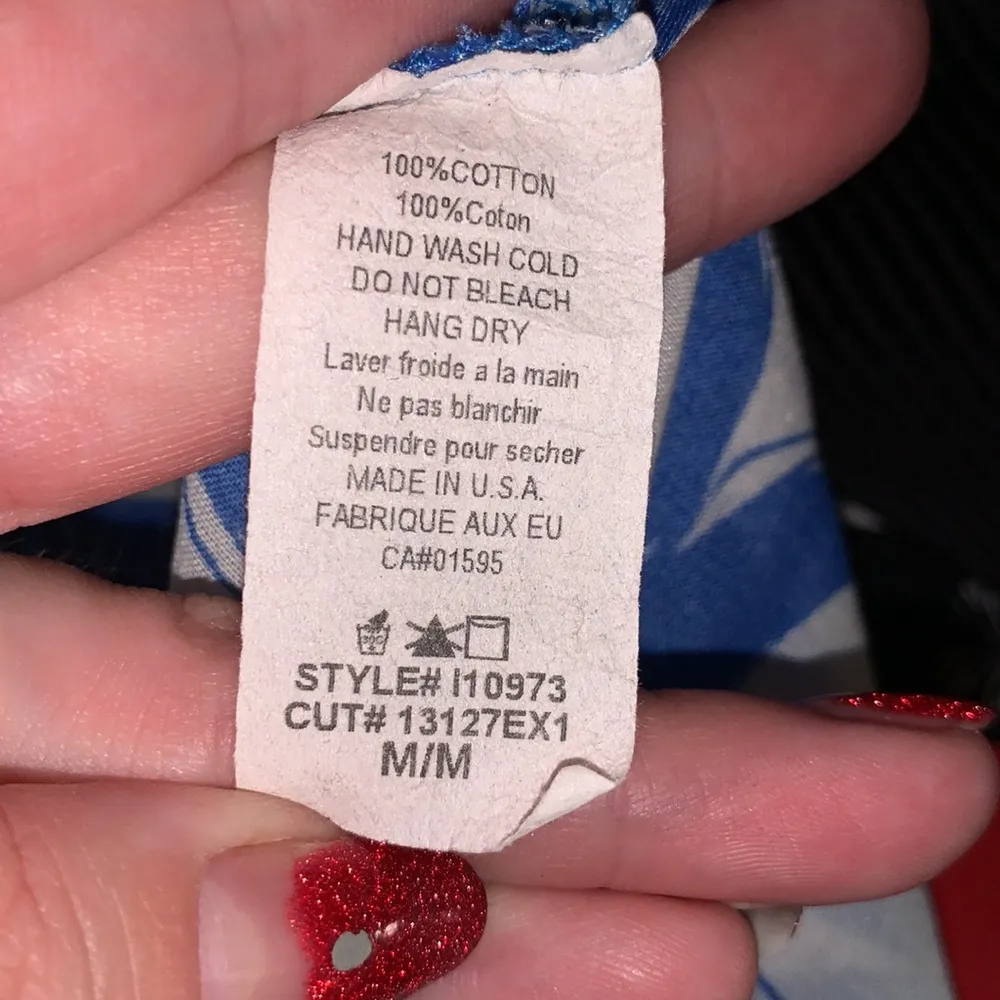 100%COTTON
100%Coton
HAND WASH COLD
DO NOT BLEACH
HANG DRY
Laver froide a la main
Ne pas blanchir
Suspendre pour secher
MADE IN U.S.A.
FABRIQUE AUX EU
CA#01595
STYLE# I10973
CUT# 13127EX1
M/M